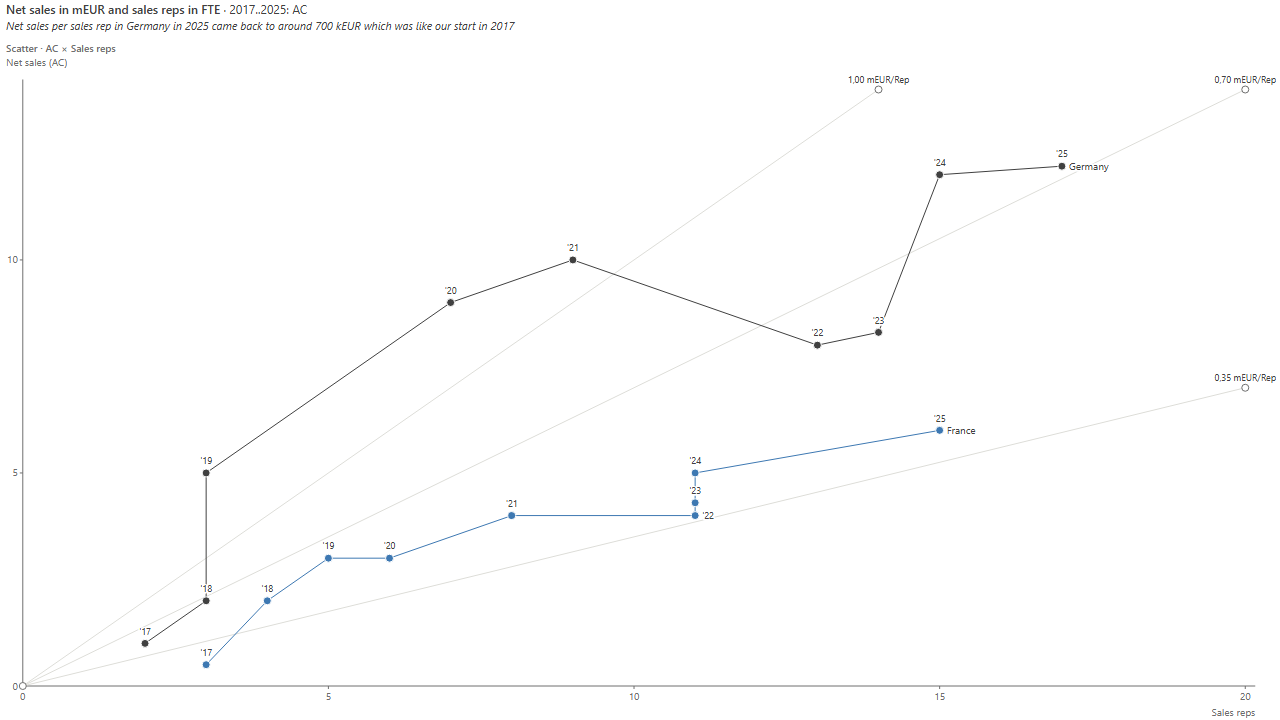 Net sales in mEUR and sales reps in FTE · 2017..2025: AC
Net sales per sales rep in Germany in 2025 came back to around 700 kEUR which was like our start in 2017
Scatter · AC × Sales reps
Net sales (AC)
1,00 mEUR/Rep
0,70 mEUR/Rep
'25
Germany
'24
'21
10
'20
'23
'22
0,35 mEUR/Rep
'25
France
'19
'24
5
'23
'21
'22
'19
'20
'18
'18
'17
'17
0
0
5
10
15
20
Sales reps